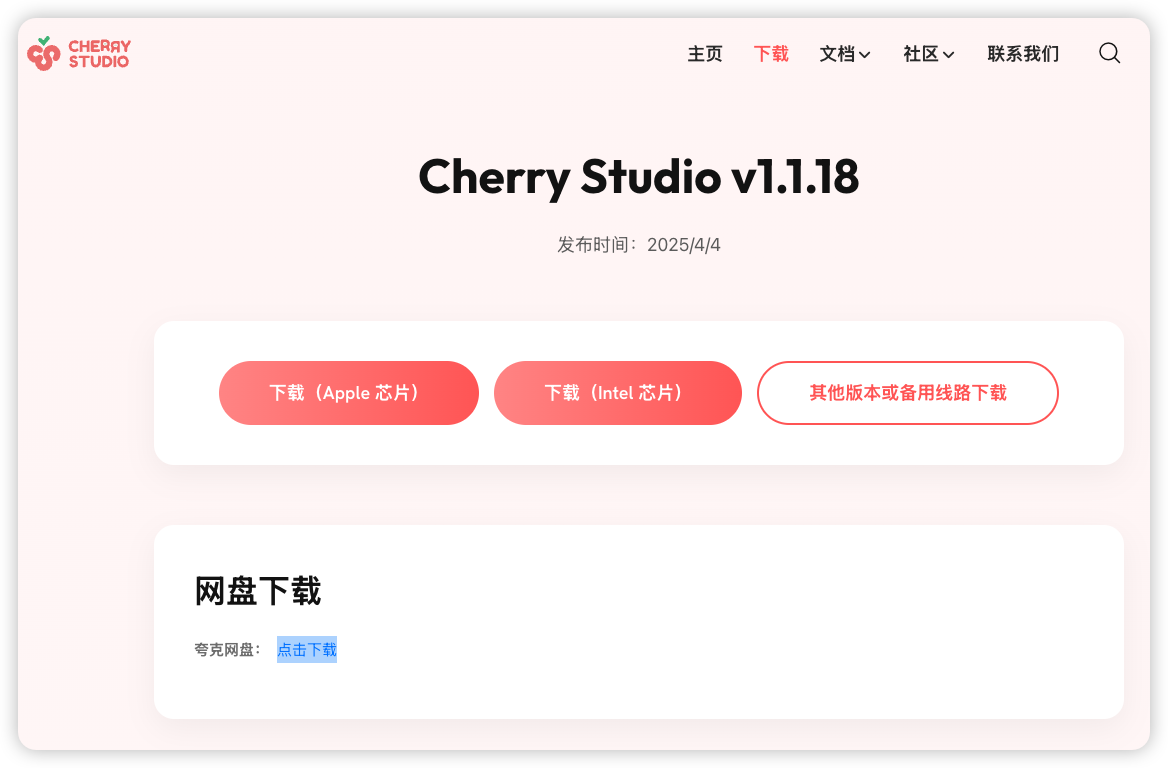 CHERRY
STUDIO
主页 下载 文档 社区 联系我们
Cherry Studio v1.1.18
发布时间：2025/4/4
下载（Apple 芯片） 下载（Intel 芯片） 其他版本或备用线路下载
网盘下载
夸克网盘： 点击下载